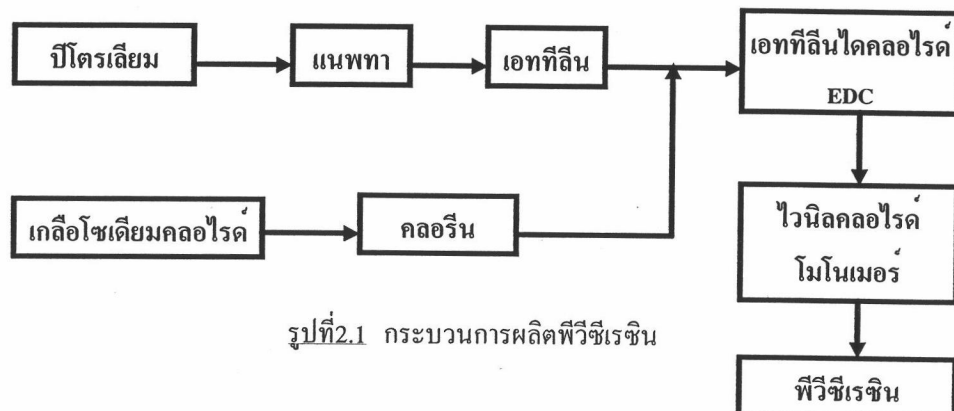 ปิโตรเลียม
แนพทา
เอททีลีน
เอททีลีนไดคลอไรด์
EDC
เกลือโซเดียมคลอไรด์
คลอรีน
ไวนิลคลอไรด์
โมโนเมอร์
รูปที่2.1 กระบวนการผลิตพีวีซีเรซิน
พีวีซีเรซิน